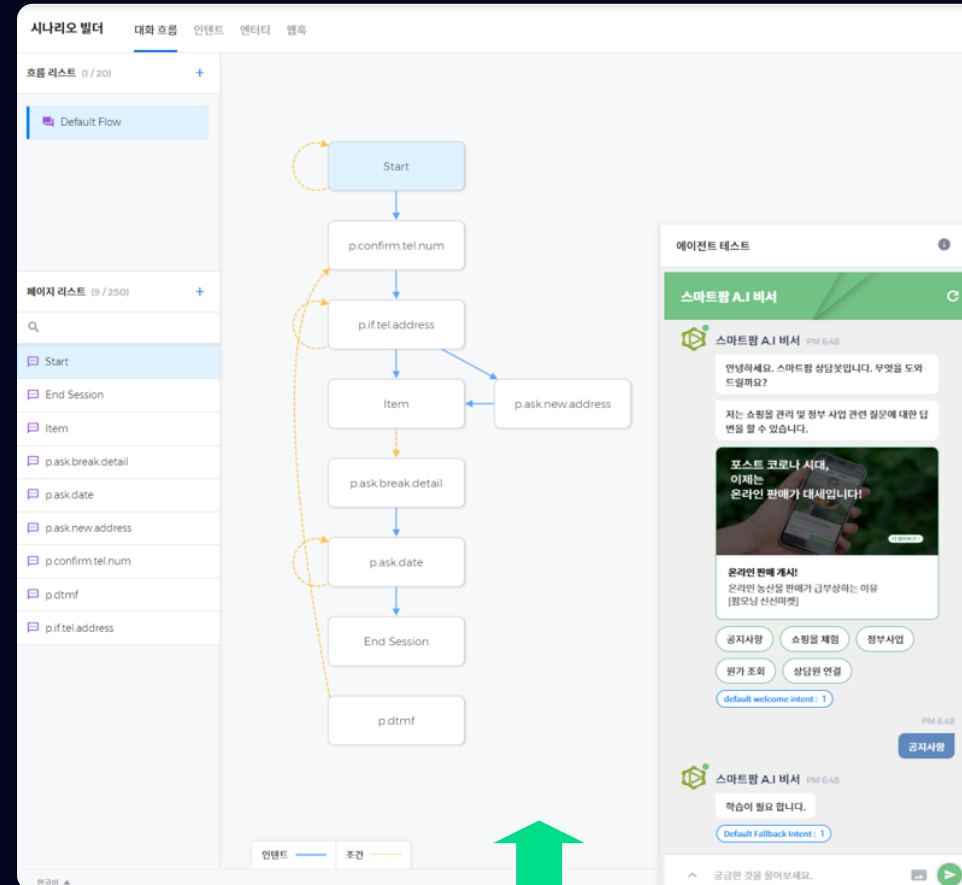 시나리오 빌더
대화 흐름 인텐트 엔터티 웹훅
흐름 리스트 (1 / 20) +
Default Flow
페이지 리스트 (9 / 250) +
Start
End Session
Item
p.ask.break.detail
p.ask.date
p.ask.new.address
p.confirm.tel.num
p.dtmf
p.if.tel.address
한국어
Start
p.confirm.tel.num
p.if.tel.address
Item
p.ask.new.address
p.ask.break.detail
p.ask.date
End Session
p.dtmf
인텐트
조건
에이전트 테스트
스마트팜 A.I 비서
스마트팜 A.I 비서 PM 6:48
안녕하세요. 스마트팜 상담봇입니다. 무엇을 도와
드릴까요?
저는 쇼핑몰 관리 및 정부 사업 관련 질문에 대한 답
변을 할 수 있습니다.
포스트 코로나 시대,
이제는
온라인 판매가 대세입니다!
온라인 판매 개시!
온라인 농산물 판매가 급부상하는 이유
[팜모닝 신선마켓]
공지사항 쇼핑몰 체험 정부사업
원가 조회 상담원 연결
default welcome intent : 1
PM 6:48
공지사항
스마트팜 A.I 비서 PM 6:48
학습이 필요 합니다.
Default Fallback Intent : 1
궁금한 것을 물어보세요.